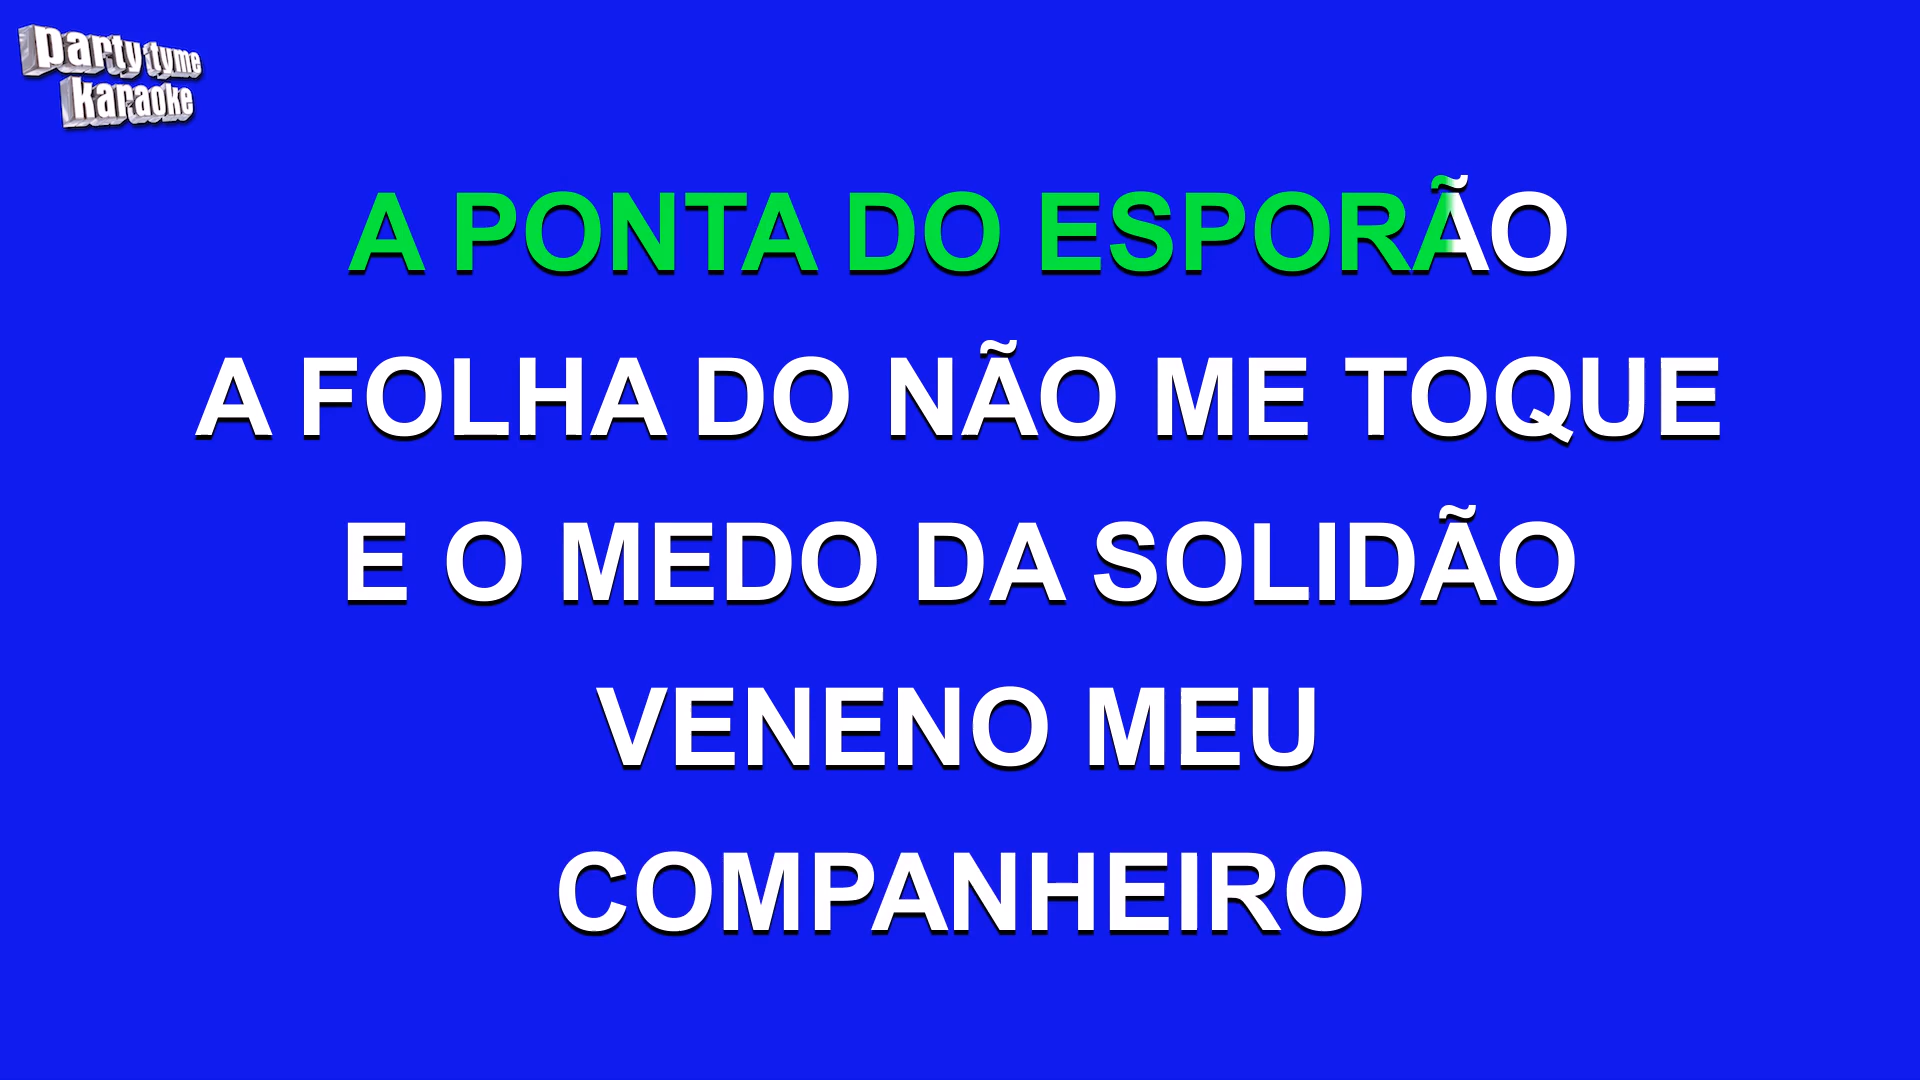 party tyme
karaoke
A PONTA DO ESPORÃO
A FOLHA DO NÃO ME TOQUE
E O MEDO DA SOLIDÃO
VENENO MEU
COMPANHEIRO